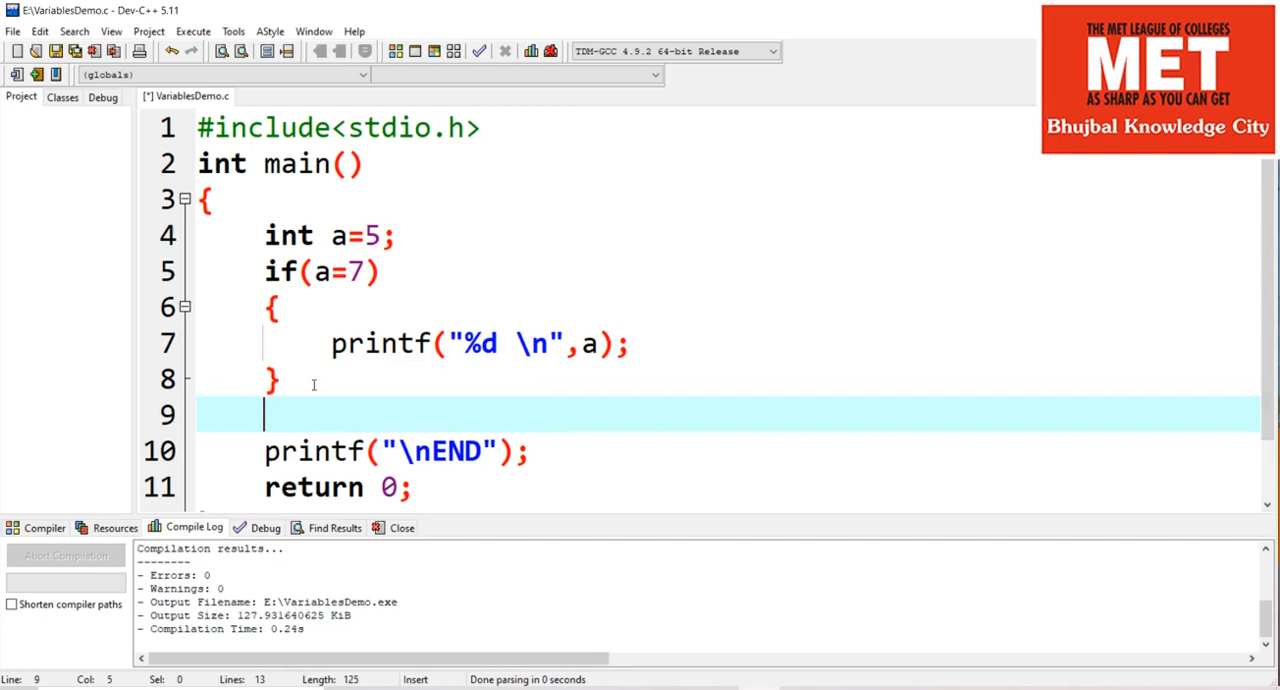 E:\VariablesDemo.c - Dev-C++ 5.11
File Edit Search View Project Execute Tools AStyle Window Help
TDM-GCC 4.9.2 64-bit Release
(globals)
Project Classes Debug [*] VariablesDemo.c
THE MET LEAGUE OF COLLEGES
MET
AS SHARP AS YOU CAN GET
Bhujbal Knowledge City
1 #include<stdio.h>
2 int main()
3 {
4 int a=5;
5 if(a=7)
6 {
7 printf("%d \n",a);
8 }
9
10 printf("\nEND");
11 return 0;
Compiler Resources Compile Log Debug Find Results Close
Abort Compilation
Shorten compiler paths
Compilation results...
--------
- Errors: 0
- Warnings: 0
- Output Filename: E:\VariablesDemo.exe
- Output Size: 127.931640625 KiB
- Compilation Time: 0.24s
Line: 9 Col: 5 Sel: 0 Lines: 13 Length: 125 Insert Done parsing in 0 seconds